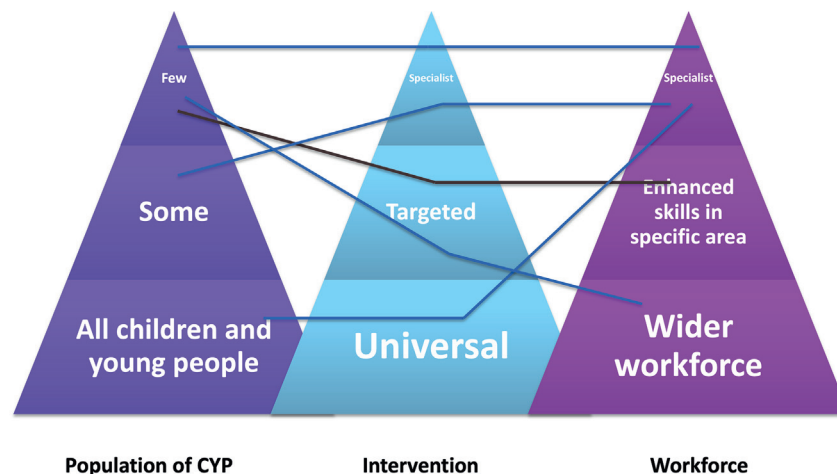 Few
Specialist
Specialist
Some
Targeted
Enhanced
skills in
specific area
All children and
young people
Universal
Wider
workforce
Population of CYP
Intervention
Workforce